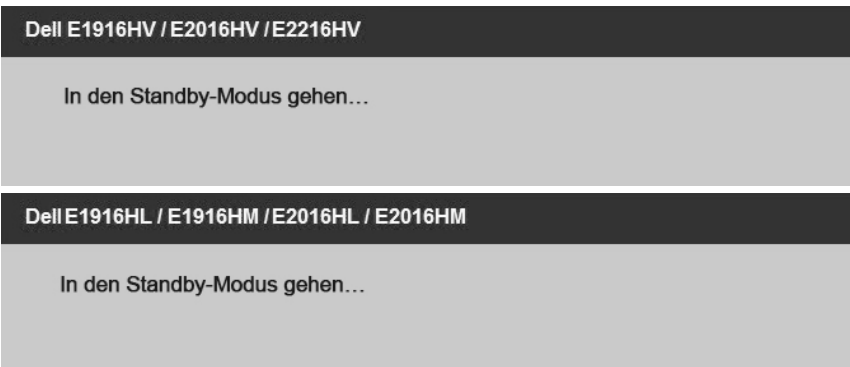 Dell E1916HV / E2016HV / E2216HV
In den Standby-Modus gehen…
Dell E1916HL / E1916HM / E2016HL / E2016HM
In den Standby-Modus gehen…